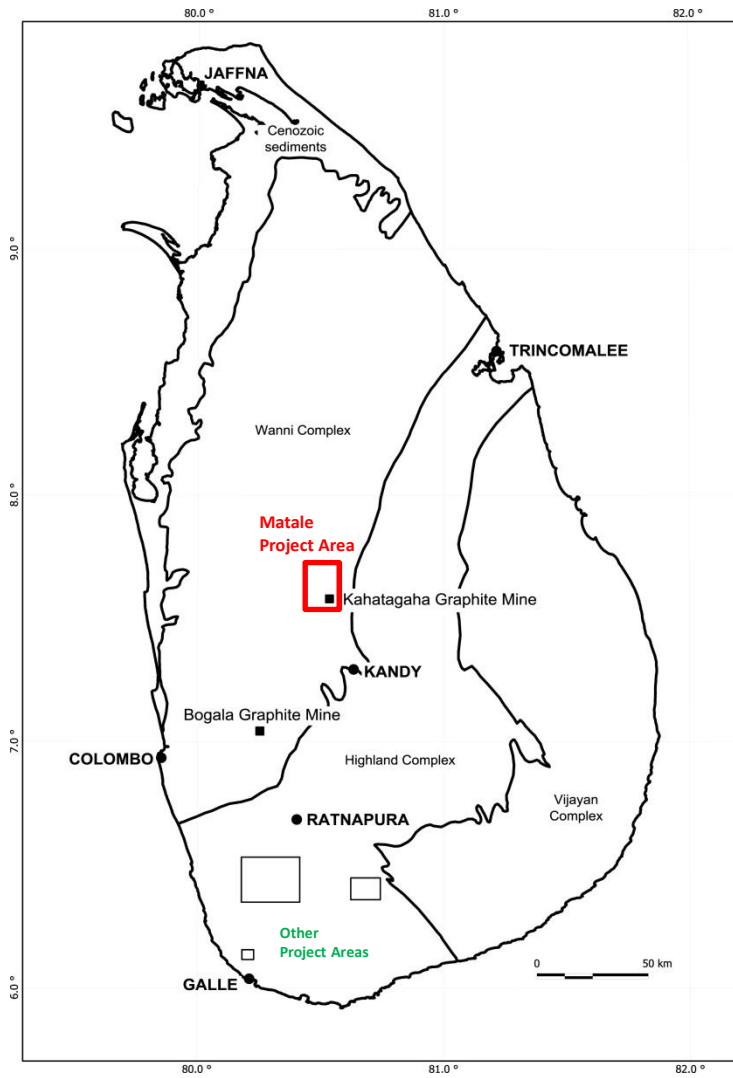 80.0 °
81.0 °
82.0 °
JAFFNA
Cenozoic
sediments
9.0 °
TRINCOMALEE
Wanni Complex
8.0 °
Matale
Project Area
Kahatagaha Graphite Mine
KANDY
Bogala Graphite Mine
7.0 °
COLOMBO
Highland Complex
Vijayan
Complex
RATNAPURA
Other
Project Areas
0
50 km
GALLE
6.0 °
80.0 °
81.0 °
82.0 °